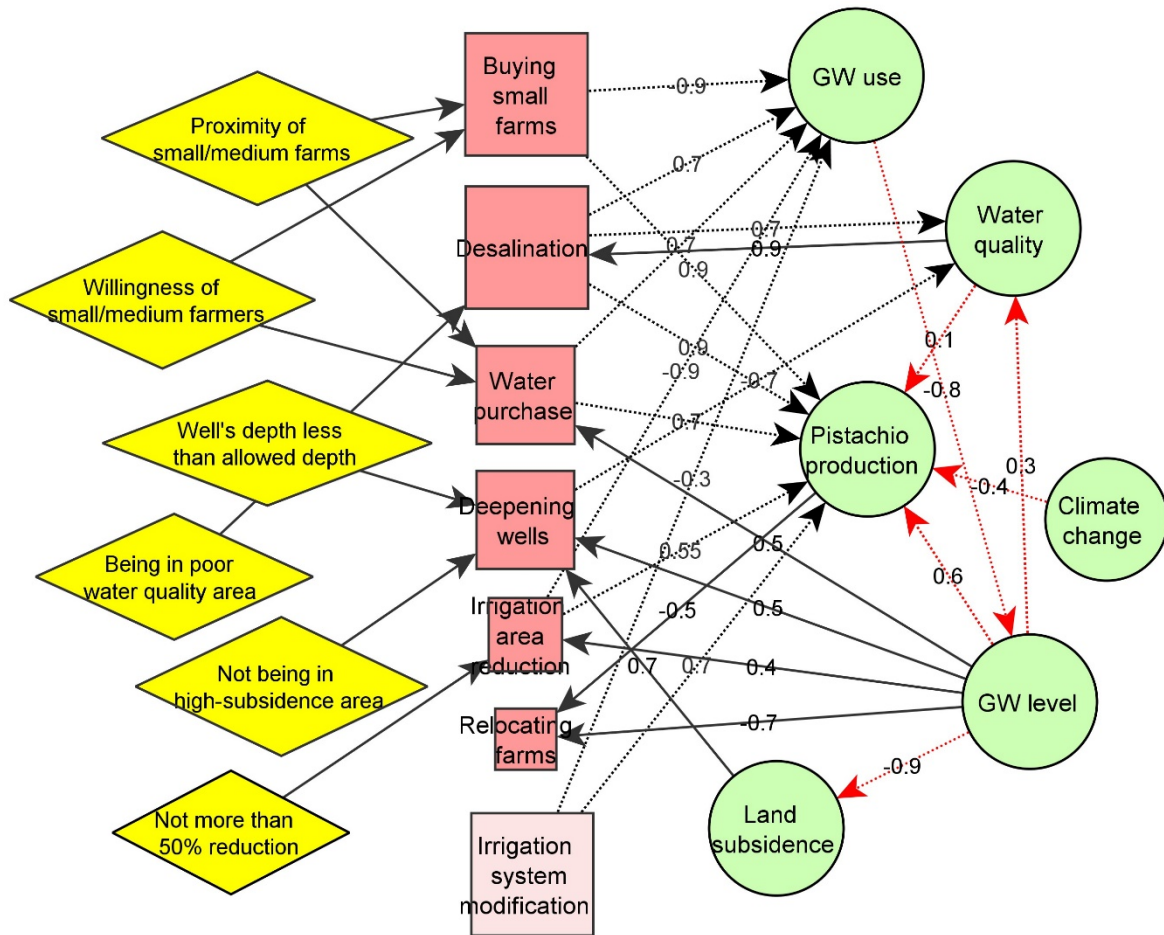 Proximity of
small/medium farms
Willingness of
small/medium farmers
Well's depth less
than allowed depth
Being in poor
water quality area
Not being in
high-subsidence area
Not more than
50% reduction
Buying
small
farms
Desalination
Water
purchase
Deepening
wells
Irrigation
area
reduction
Relocating
farms
Irrigation
system
modification
GW use
Water
quality
Pistachio
production
Climate
change
GW level
Land
subsidence
-0.9
0.7
0.7
0.7
0.9
0.9
0.9
0.1
-0.9
-0.7
-0.8
0.7
-0.3
-0.4
0.3
0.55
0.5
-0.5
0.5
0.6
0.7
0.7
0.4
-0.7
-0.9